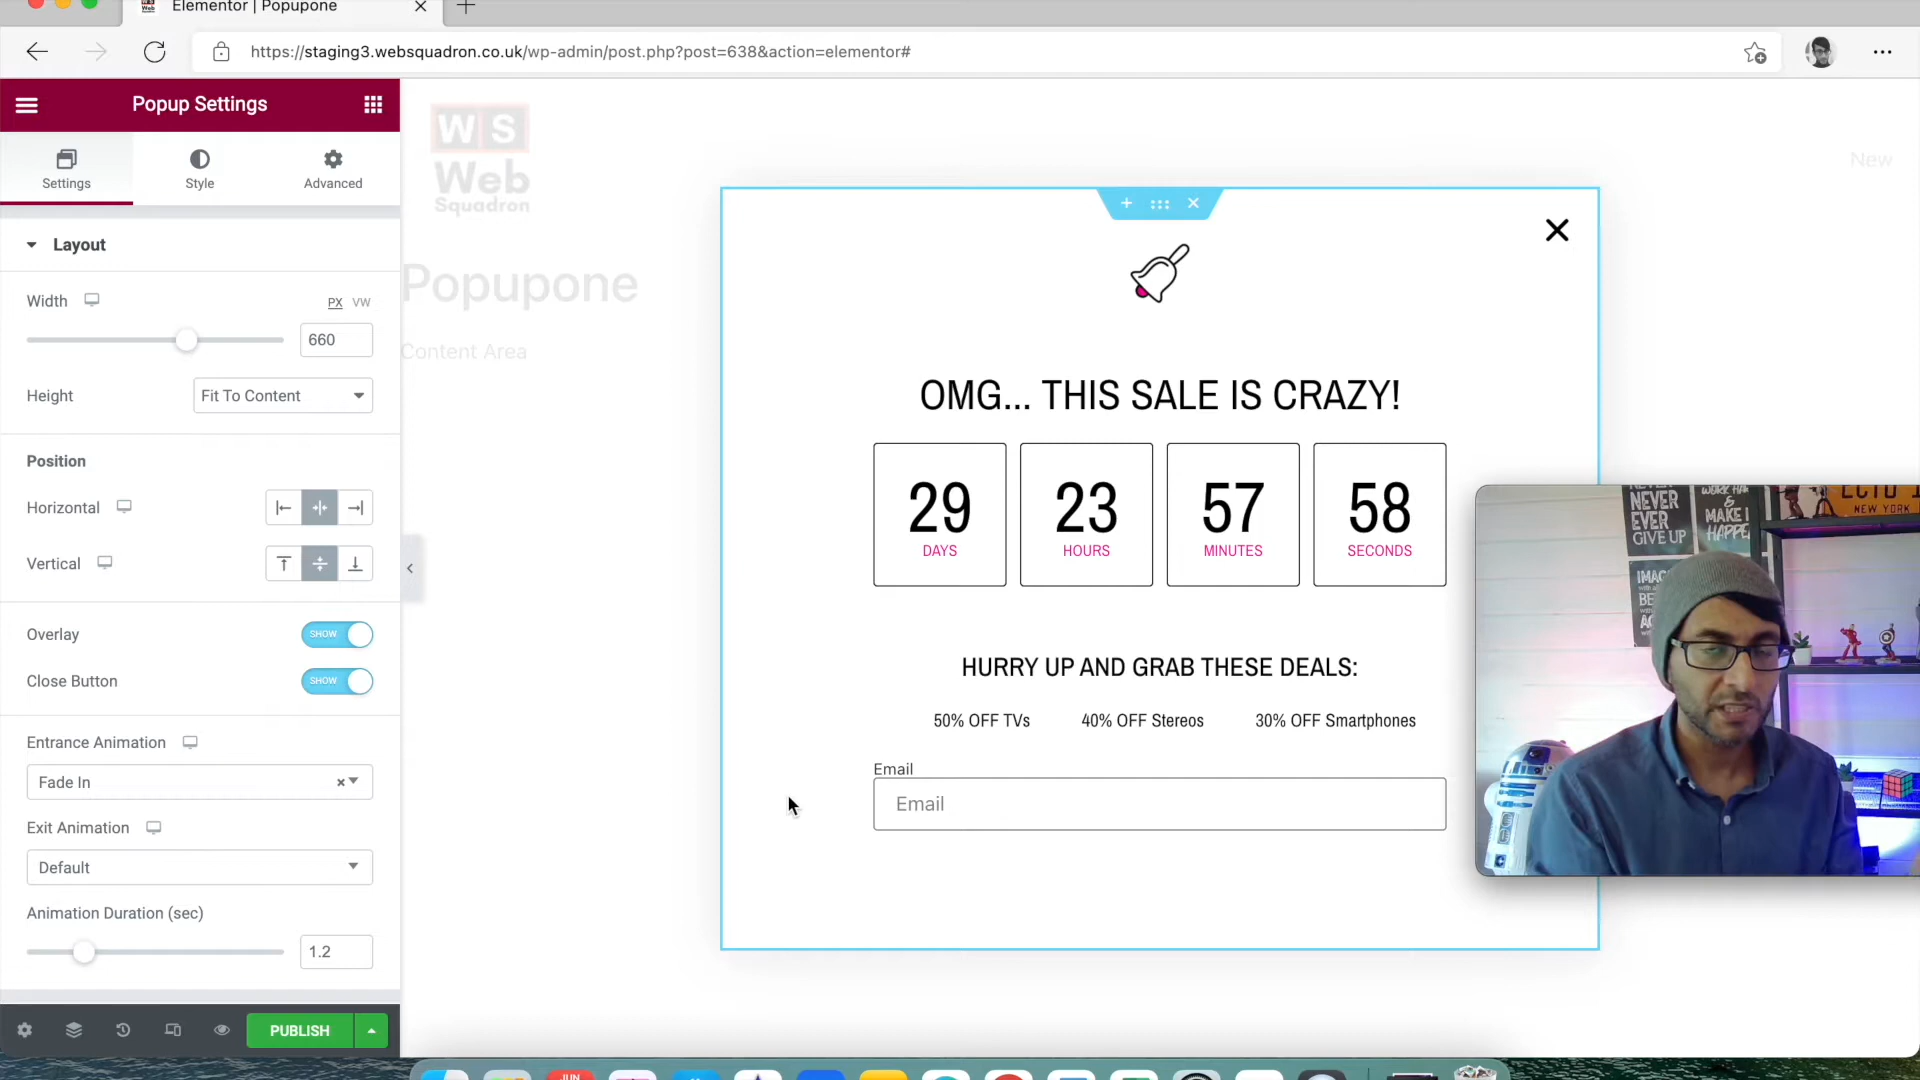 Elementor | Popupone
https://staging3.websquadron.co.uk/wp-admin/post.php?post=638&action=elementor#
Popup Settings
Settings
Style
Advanced
Layout
Width
PX VW
660
Height
Fit To Content
Position
Horizontal
Vertical
Overlay
SHOW
Close Button
SHOW
Entrance Animation
Fade In
Exit Animation
Default
Animation Duration (sec)
1.2
PUBLISH
WS
Web
Squadron
New
Popupone
Content Area
OMG... THIS SALE IS CRAZY!
29 23 57 58
DAYS HOURS MINUTES SECONDS
HURRY UP AND GRAB THESE DEALS:
50% OFF TVs 40% OFF Stereos 30% OFF Smartphones
Email
Email
NEVER
NEVER
EVER
GIVE UP
&
MAKE I
HAPPE
ECTO
NEW YORK
JUN